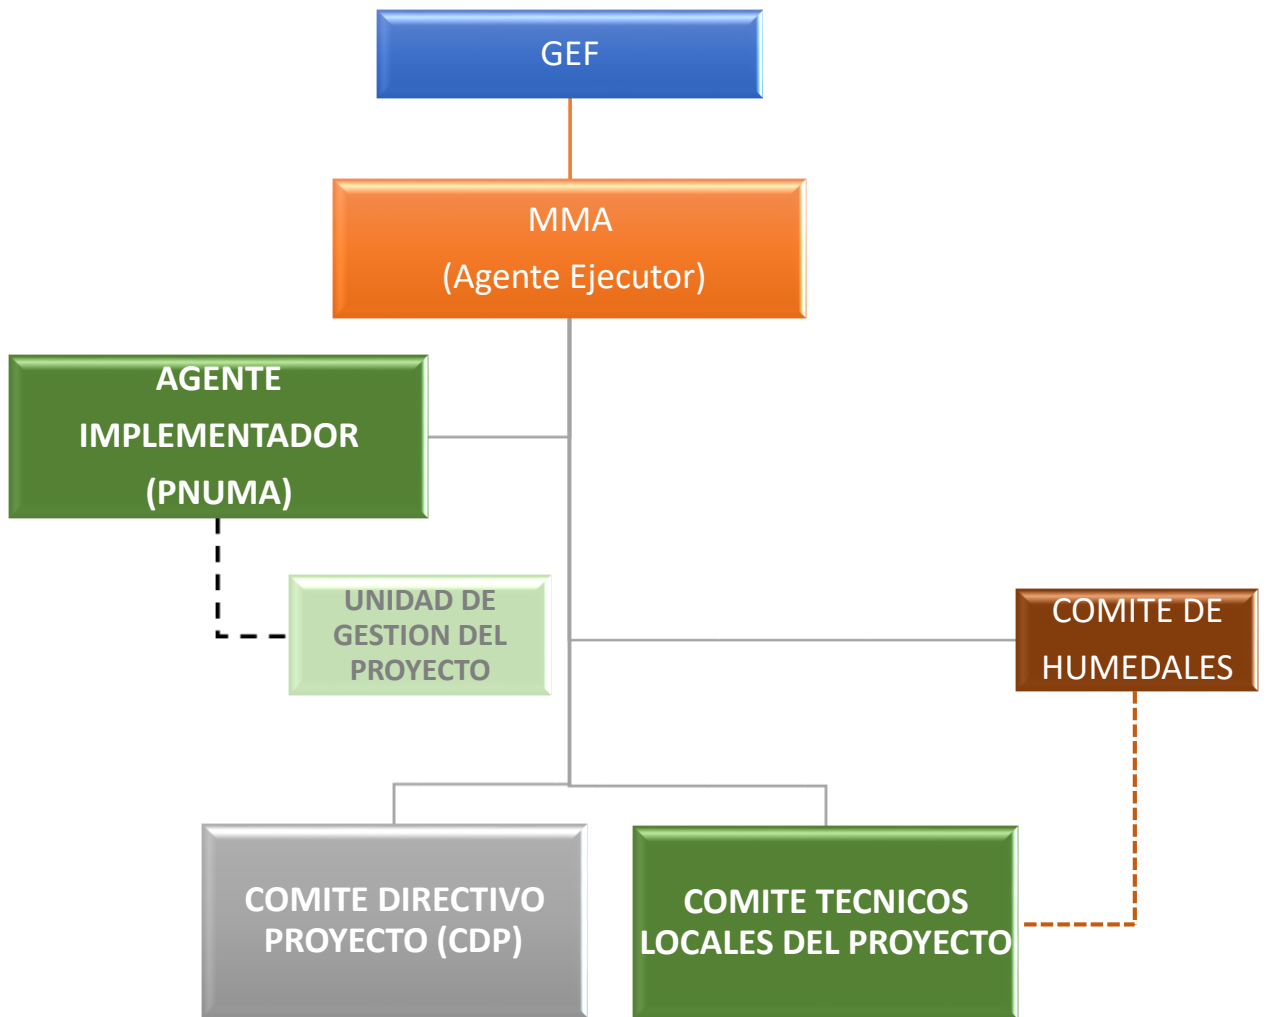 GEF
MMA
(Agente Ejecutor)
AGENTE
IMPLEMENTADOR
(PNUMA)
UNIDAD DE
GESTION DEL
PROYECTO
COMITE DE
HUMEDALES
COMITE DIRECTIVO
PROYECTO (CDP)
COMITE TECNICOS
LOCALES DEL PROYECTO